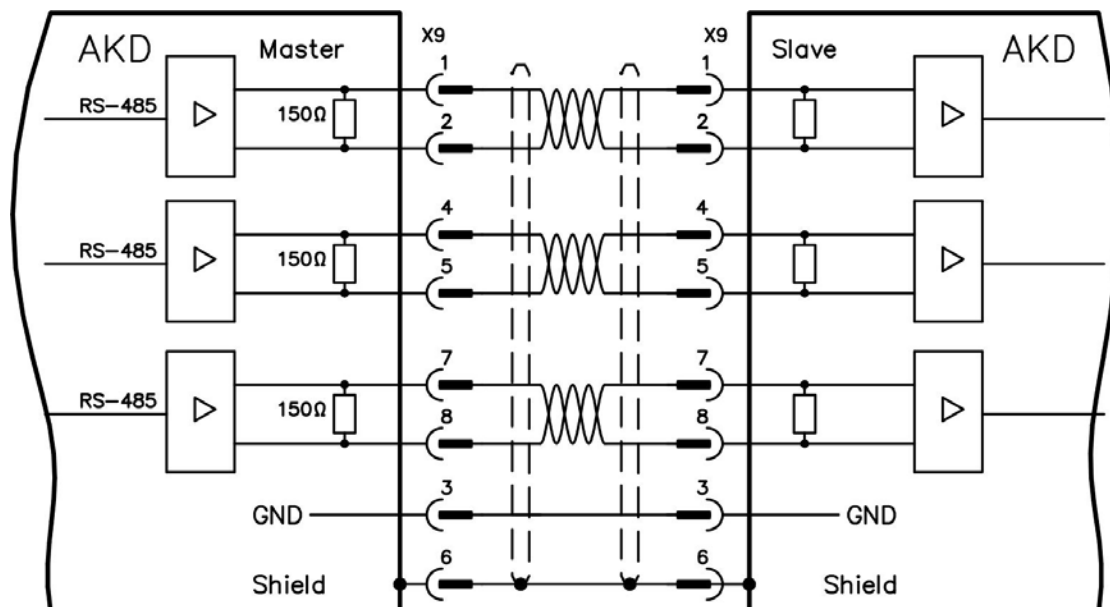 X9 X9
AKD Master 1 1 Slave AKD
RS-485 150Ω 2 2
4 4
RS-485 150Ω 5 5
7 7
RS-485 150Ω 8 8
3 3
GND GND
6 6
Shield Shield